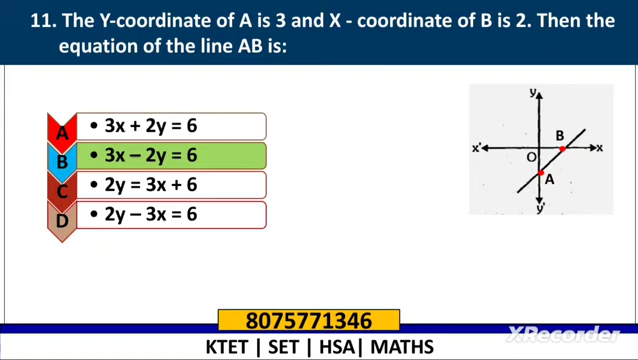 11. The Y-coordinate of A is 3 and X - coordinate of B is 2. Then the
equation of the line AB is:
A • 3x + 2y = 6
B • 3x – 2y = 6
C • 2y = 3x + 6
D • 2y – 3x = 6
y
B
x' O x
A
y'
8075771346
XRecorder
KTET | SET | HSA| MATHS